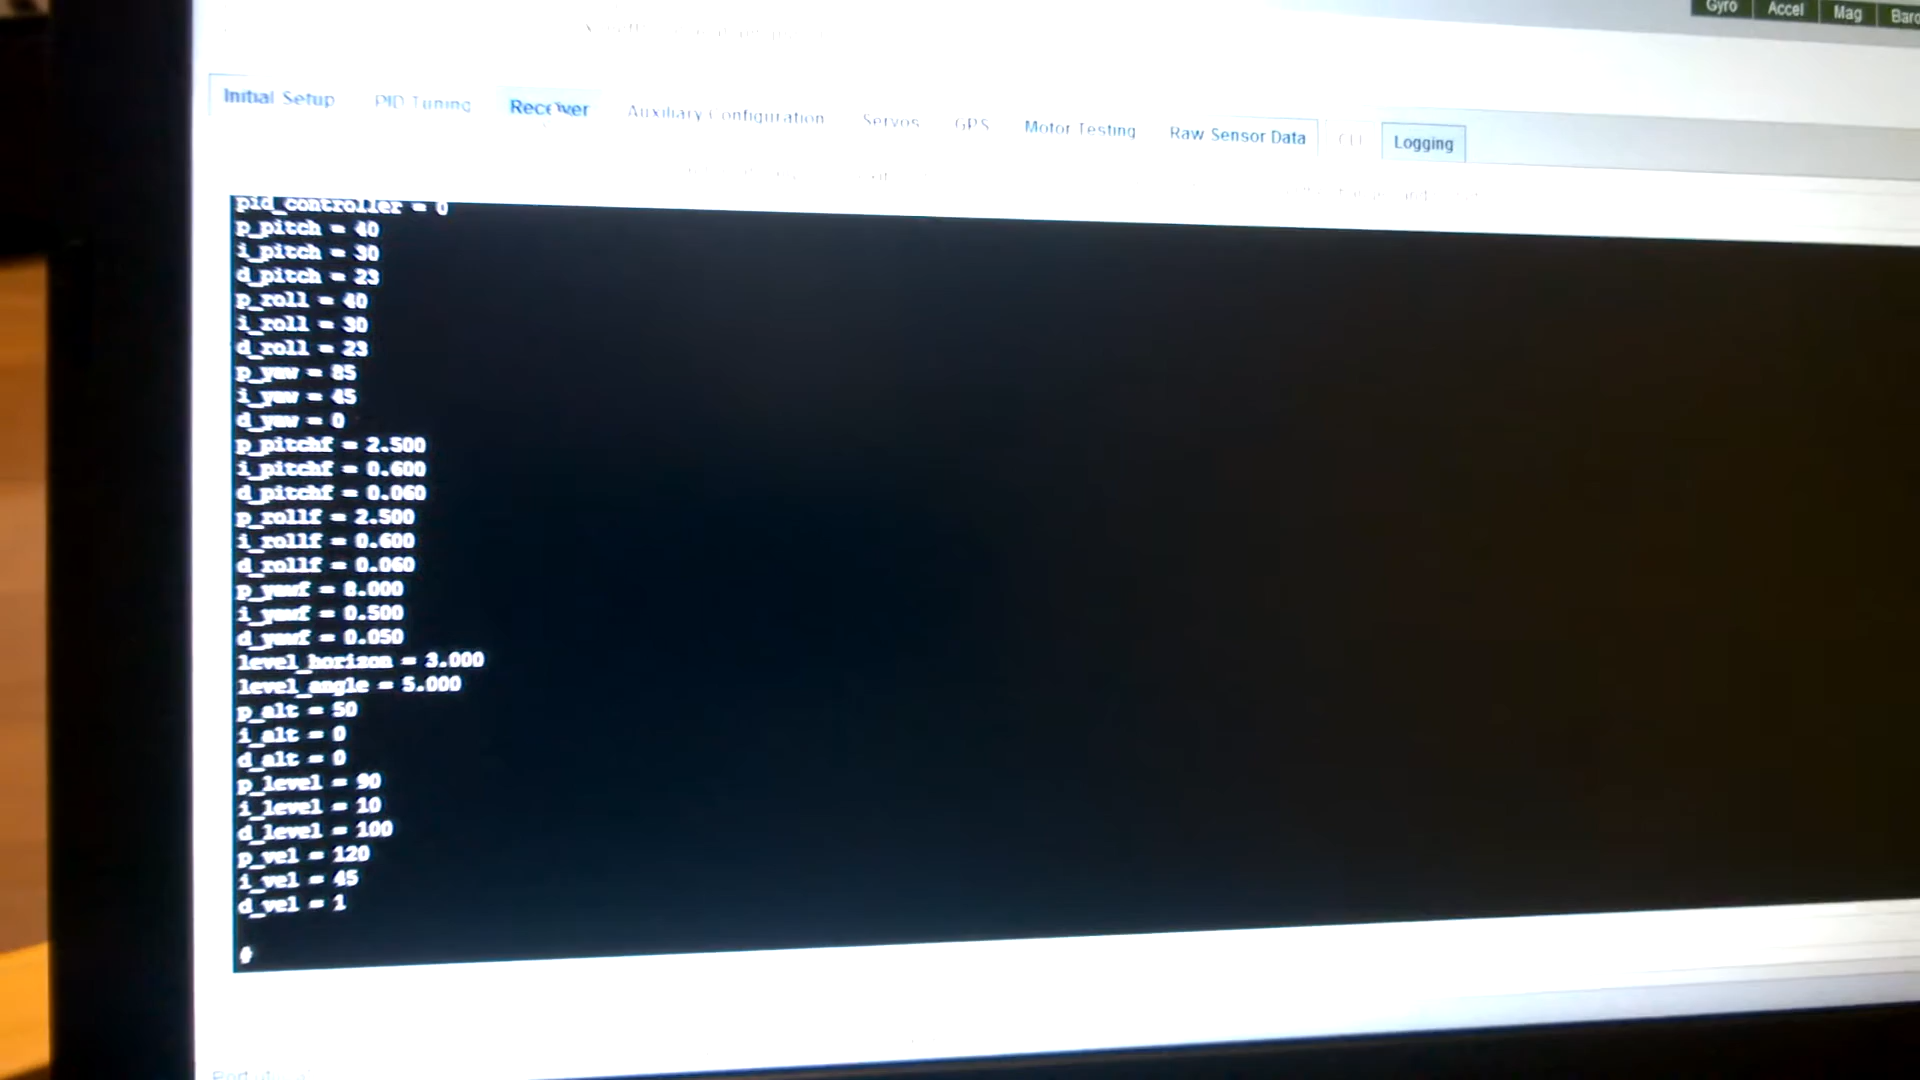 Gyro Accel Mag Baro
Initial Setup PID Tuning Receiver Auxiliary Configuration Servos GPS Motor Testing Raw Sensor Data CLI Logging
pid_controller = 0
p_pitch = 40
i_pitch = 30
d_pitch = 23
p_roll = 40
i_roll = 30
d_roll = 23
p_yaw = 85
i_yaw = 45
d_yaw = 0
p_pitchf = 2.500
i_pitchf = 0.600
d_pitchf = 0.060
p_rollf = 2.500
i_rollf = 0.600
d_rollf = 0.060
p_yawf = 8.000
i_yawf = 0.500
d_yawf = 0.050
level_horizon = 3.000
level_angle = 5.000
p_alt = 50
i_alt = 0
d_alt = 0
p_level = 90
i_level = 10
d_level = 100
p_vel = 120
i_vel = 45
d_vel = 1
#